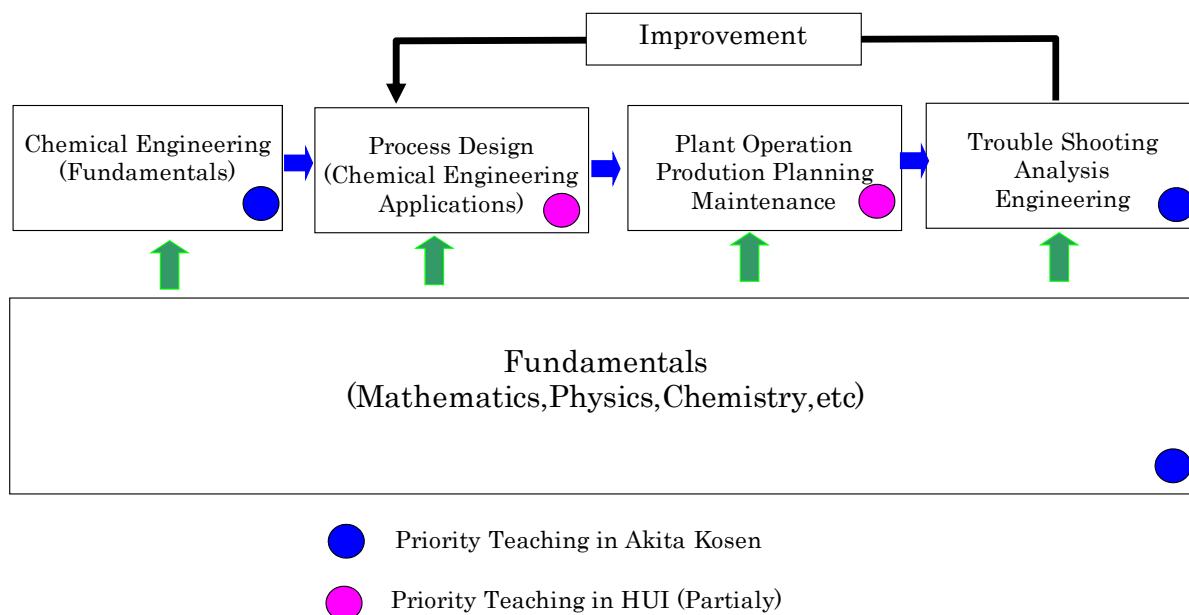 Improvement
Chemical Engineering
(Fundamentals)
Process Design
(Chemical Engineering
Applications)
Plant Operation
Prodution Planning
Maintenance
Trouble Shooting
Analysis
Engineering
Fundamentals
(Mathematics,Physics,Chemistry,etc)
Priority Teaching in Akita Kosen
Priority Teaching in HUI (Partialy)